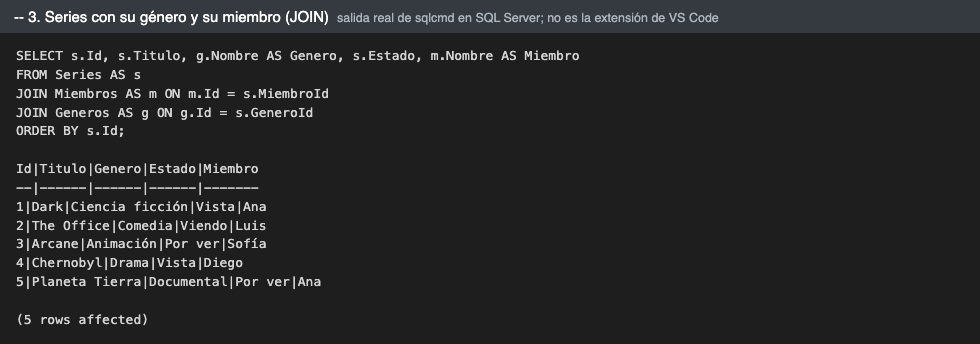 -- 3. Series con su género y su miembro (JOIN) salida real de sqlcmd en SQL Server; no es la extensión de VS Code
SELECT s.Id, s.Titulo, g.Nombre AS Genero, s.Estado, m.Nombre AS Miembro
FROM Series AS s
JOIN Miembros AS m ON m.Id = s.MiembroId
JOIN Generos AS g ON g.Id = s.GeneroId
ORDER BY s.Id;
Id|Titulo|Genero|Estado|Miembro
--|------|------|------|-------
1|Dark|Ciencia ficción|Vista|Ana
2|The Office|Comedia|Viendo|Luis
3|Arcane|Animación|Por ver|Sofía
4|Chernobyl|Drama|Vista|Diego
5|Planeta Tierra|Documental|Por ver|Ana
(5 rows affected)